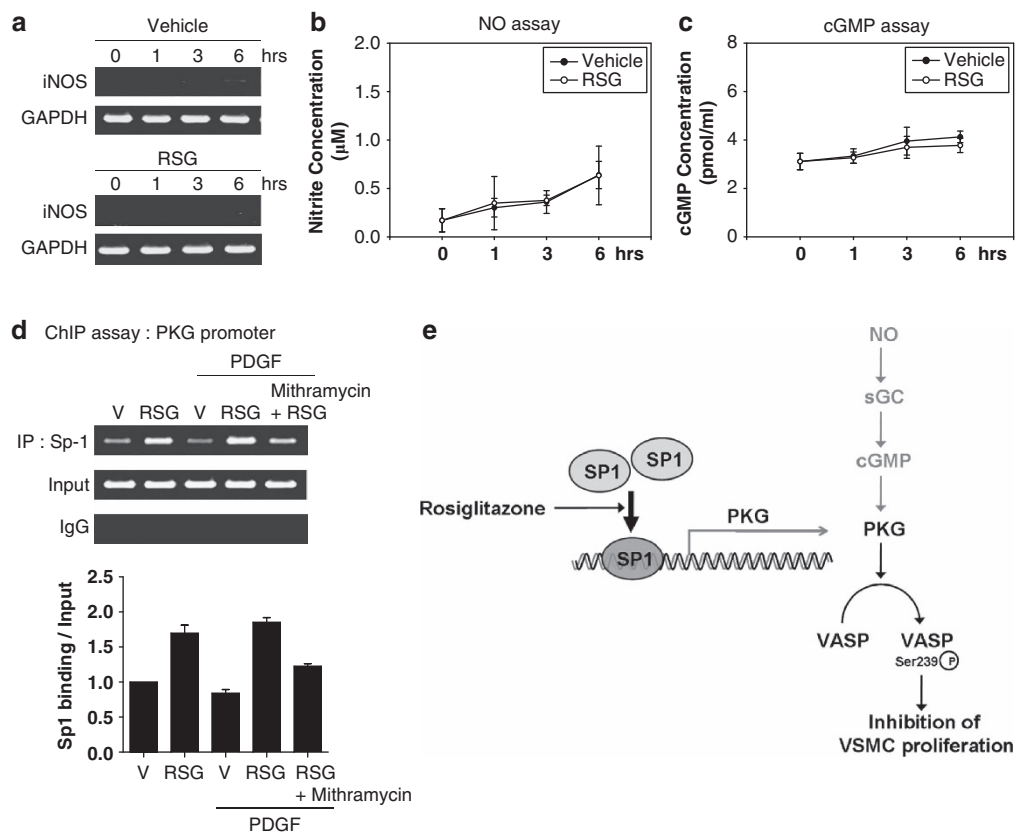 a
Vehicle
0 1 3 6 hrs
iNOS
GAPDH
RSG
0 1 3 6 hrs
iNOS
GAPDH
b
NO assay
Vehicle
RSG
Nitrite Concentration
(μM)
2.0
1.5
1.0
0.5
0.0
0 1 3 6 hrs
c
cGMP assay
Vehicle
RSG
cGMP Concentration
(pmol/ml)
8
6
4
2
0
0 1 3 6 hrs
d ChIP assay : PKG promoter
PDGF
Mithramycin
V RSG V RSG + RSG
IP : Sp-1
Input
IgG
Sp1 binding / Input
2.5
2.0
1.5
1.0
0.5
0.0
V RSG V RSG RSG
+ Mithramycin
PDGF
e
NO
sGC
cGMP
PKG
SP1 SP1
Rosiglitazone
SP1
PKG
VASP VASP
Ser239 P
Inhibition of
VSMC proliferation